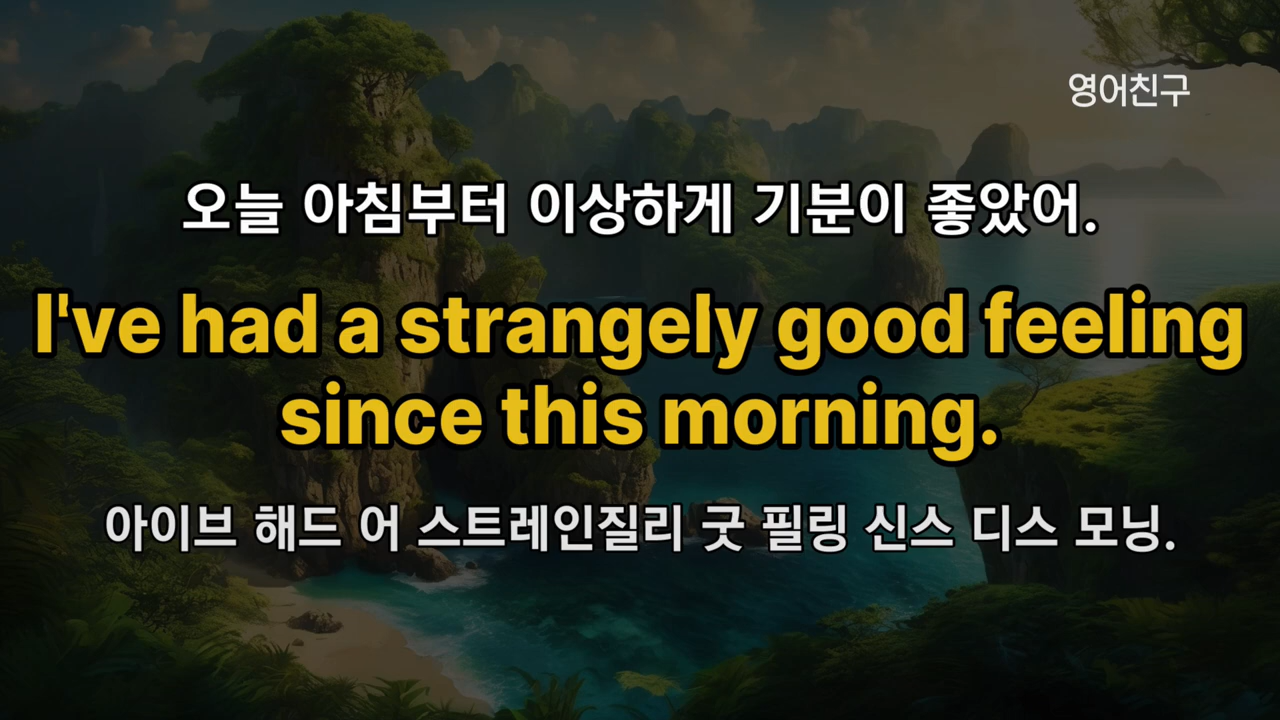 영어친구
오늘 아침부터 이상하게 기분이 좋았어.
I've had a strangely good feeling
since this morning.
아이브 해드 어 스트레인질리 굿 필링 신스 디스 모닝.